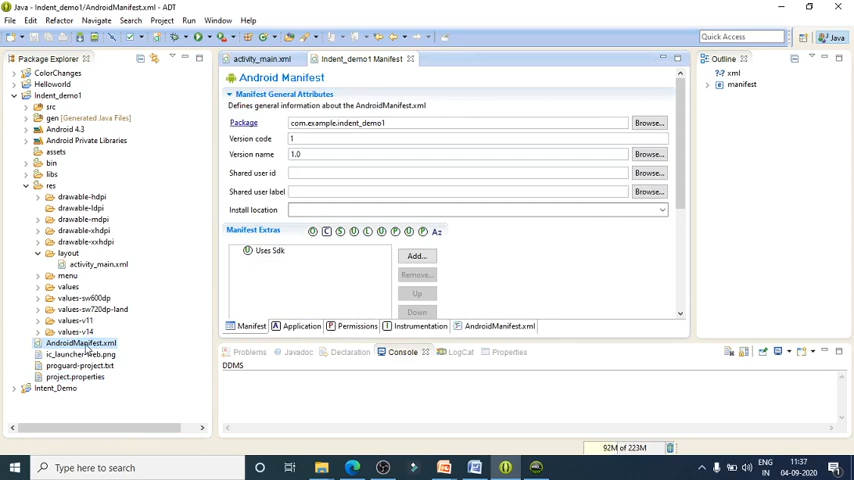 Java - Indent_demo1/AndroidManifest.xml - ADT
File Edit Refactor Navigate Search Project Run Window Help
Quick Access
Java
Package Explorer
ColorChanges
Helloworld
Indent_demo1
src
gen [Generated Java Files]
Android 4.3
Android Private Libraries
assets
bin
libs
res
drawable-hdpi
drawable-ldpi
drawable-mdpi
drawable-xhdpi
drawable-xxhdpi
layout
activity_main.xml
menu
values
values-sw600dp
values-sw720dp-land
values-v11
values-v14
AndroidManifest.xml
ic_launcher-web.png
proguard-project.txt
project.properties
Intent_Demo
activity_main.xml
Indent_demo1 Manifest
Android Manifest
Manifest General Attributes
Defines general information about the AndroidManifest.xml
Package com.example.indent_demo1 Browse...
Version code 1
Version name 1.0 Browse...
Shared user id Browse...
Shared user label Browse...
Install location
Manifest Extras O C S U L U P U P Az
U Uses Sdk
Add...
Remove...
Up
Down
Manifest A Application P Permissions I Instrumentation AndroidManifest.xml
Outline
xml
manifest
Problems Javadoc Declaration Console LogCat Properties
DDMS
92M of 223M
Type here to search
ENG
IN
11:37
04-09-2020